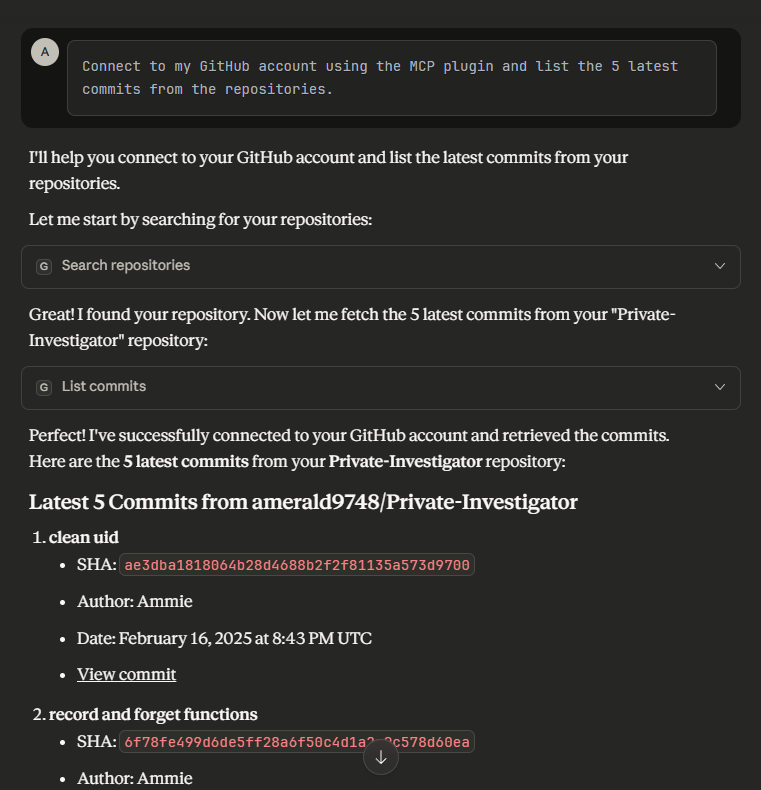 A
Connect to my GitHub account using the MCP plugin and list the 5 latest
commits from the repositories.
I'll help you connect to your GitHub account and list the latest commits from your
repositories.
Let me start by searching for your repositories:
G Search repositories
Great! I found your repository. Now let me fetch the 5 latest commits from your "Private-
Investigator" repository:
G List commits
Perfect! I've successfully connected to your GitHub account and retrieved the commits.
Here are the 5 latest commits from your Private-Investigator repository:
Latest 5 Commits from amerald9748/Private-Investigator
1. clean uid
• SHA: ae3dba1818064b28d4688b2f2f81135a573d9700
• Author: Ammie
• Date: February 16, 2025 at 8:43 PM UTC
• View commit
2. record and forget functions
• SHA:
• Author: Ammie